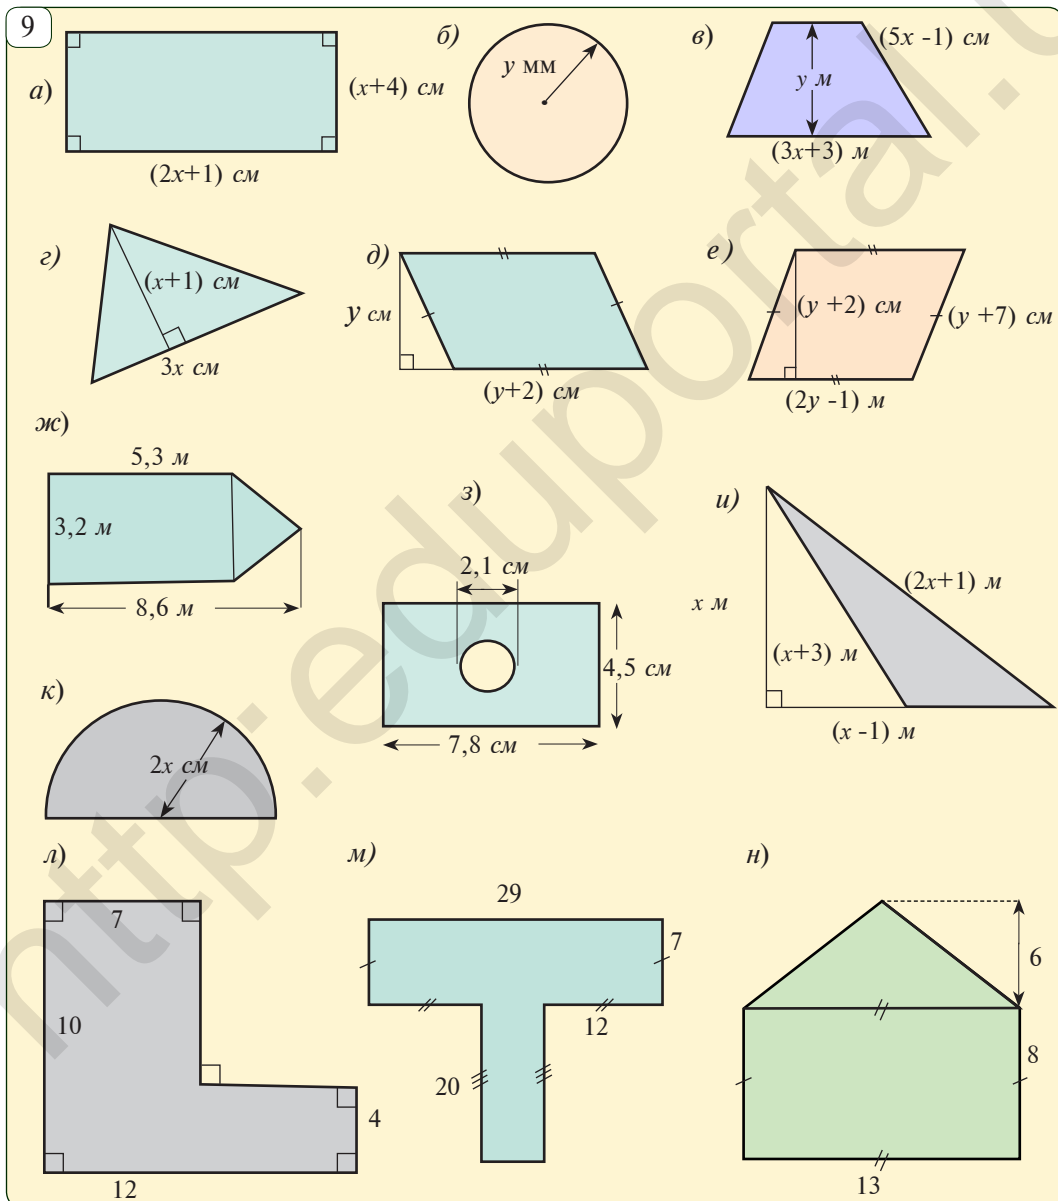 9
а)
(x+4) см
(2x+1) см
б)
y мм
в)
(5x -1) см
y м
(3x+3) м
г)
(x+1) см
3x см
д)
y см
(y+2) см
е)
(y +2) см
(y +7) см
(2y -1) м
ж)
5,3 м
3,2 м
8,6 м
з)
2,1 см
4,5 см
7,8 см
и)
(2x+1) м
x м
(x+3) м
(x -1) м
к)
2x см
л)
7
10
4
12
м)
29
7
12
20
н)
6
8
13
http:eduportal.u